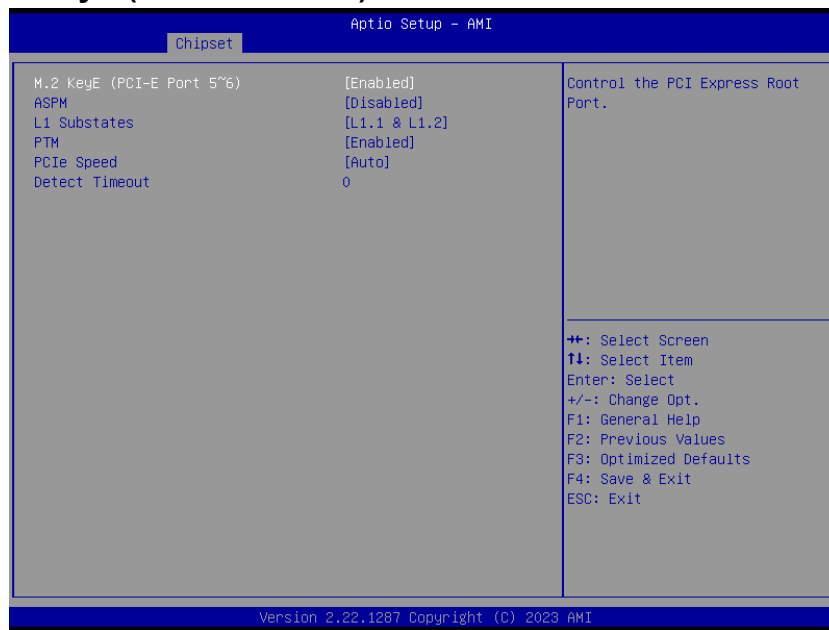 Aptio Setup – AMI
Chipset
M.2 KeyE (PCI-E Port 5~6) [Enabled]
ASPM [Disabled]
L1 Substates [L1.1 & L1.2]
PTM [Enabled]
PCIe Speed [Auto]
Detect Timeout 0
Control the PCI Express Root
Port.
→←: Select Screen
↑↓: Select Item
Enter: Select
+/-: Change Opt.
F1: General Help
F2: Previous Values
F3: Optimized Defaults
F4: Save & Exit
ESC: Exit
Version 2.22.1287 Copyright (C) 2023 AMI